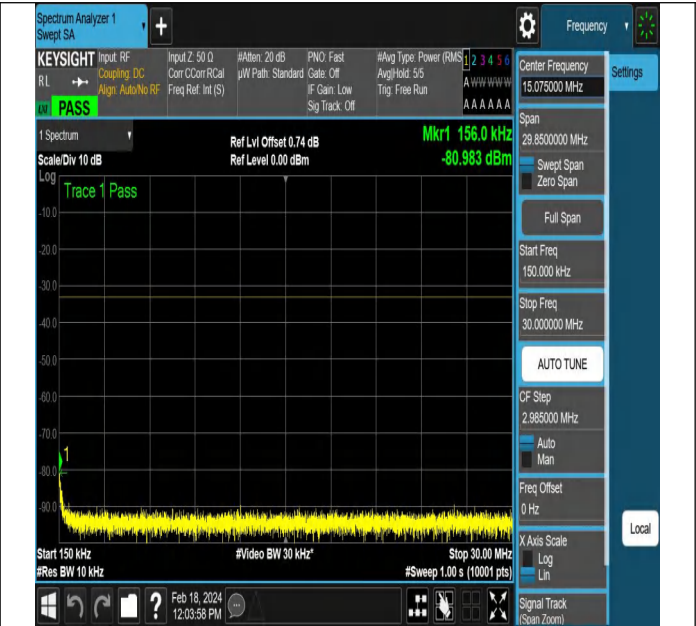 Spectrum Analyzer 1
Swept SA
+
Frequency
KEYSIGHT
RL
PASS
Input: RF
Coupling: DC
Align: Auto/No RF
Input Z: 50 Ω
Corr CCorr RCal
Freq Ref: Int (S)
#Atten: 20 dB
µW Path: Standard
PNO: Fast
Gate: Off
IF Gain: Low
Sig Track: Off
#Avg Type: Power (RMS
Avg|Hold: 5/5
Trig: Free Run
1 2 3 4 5 6
A W W W W W
A A A A A A
1 Spectrum
Scale/Div 10 dB
Ref Lvl Offset 0.74 dB
Ref Level 0.00 dBm
Mkr1 156.0 kHz
-80.983 dBm
Log
Trace 1 Pass
-10.0
-20.0
-30.0
-40.0
-50.0
-60.0
-70.0
1
-80.0
-90.0
Start 150 kHz
#Res BW 10 kHz
#Video BW 30 kHz*
Stop 30.00 MHz
#Sweep 1.00 s (10001 pts)
?
Feb 18, 2024
12:03:58 PM
Center Frequency
15.075000 MHz
Settings
Span
29.8500000 MHz
Swept Span
Zero Span
Full Span
Start Freq
150.000 kHz
Stop Freq
30.000000 MHz
AUTO TUNE
CF Step
2.985000 MHz
Auto
Man
Freq Offset
0 Hz
X Axis Scale
Log
Lin
Local
Signal Track
(Span Zoom)